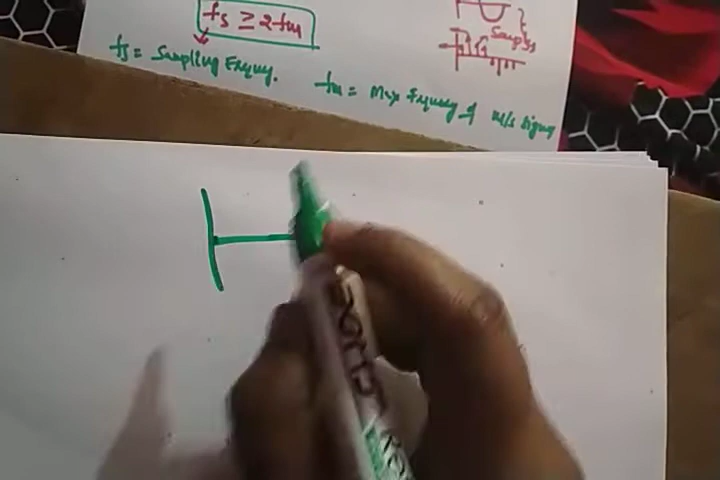 fs ≥ 2fm
Samples
fs = Sampling Frequency.
fm = Max frequency of m/s signal